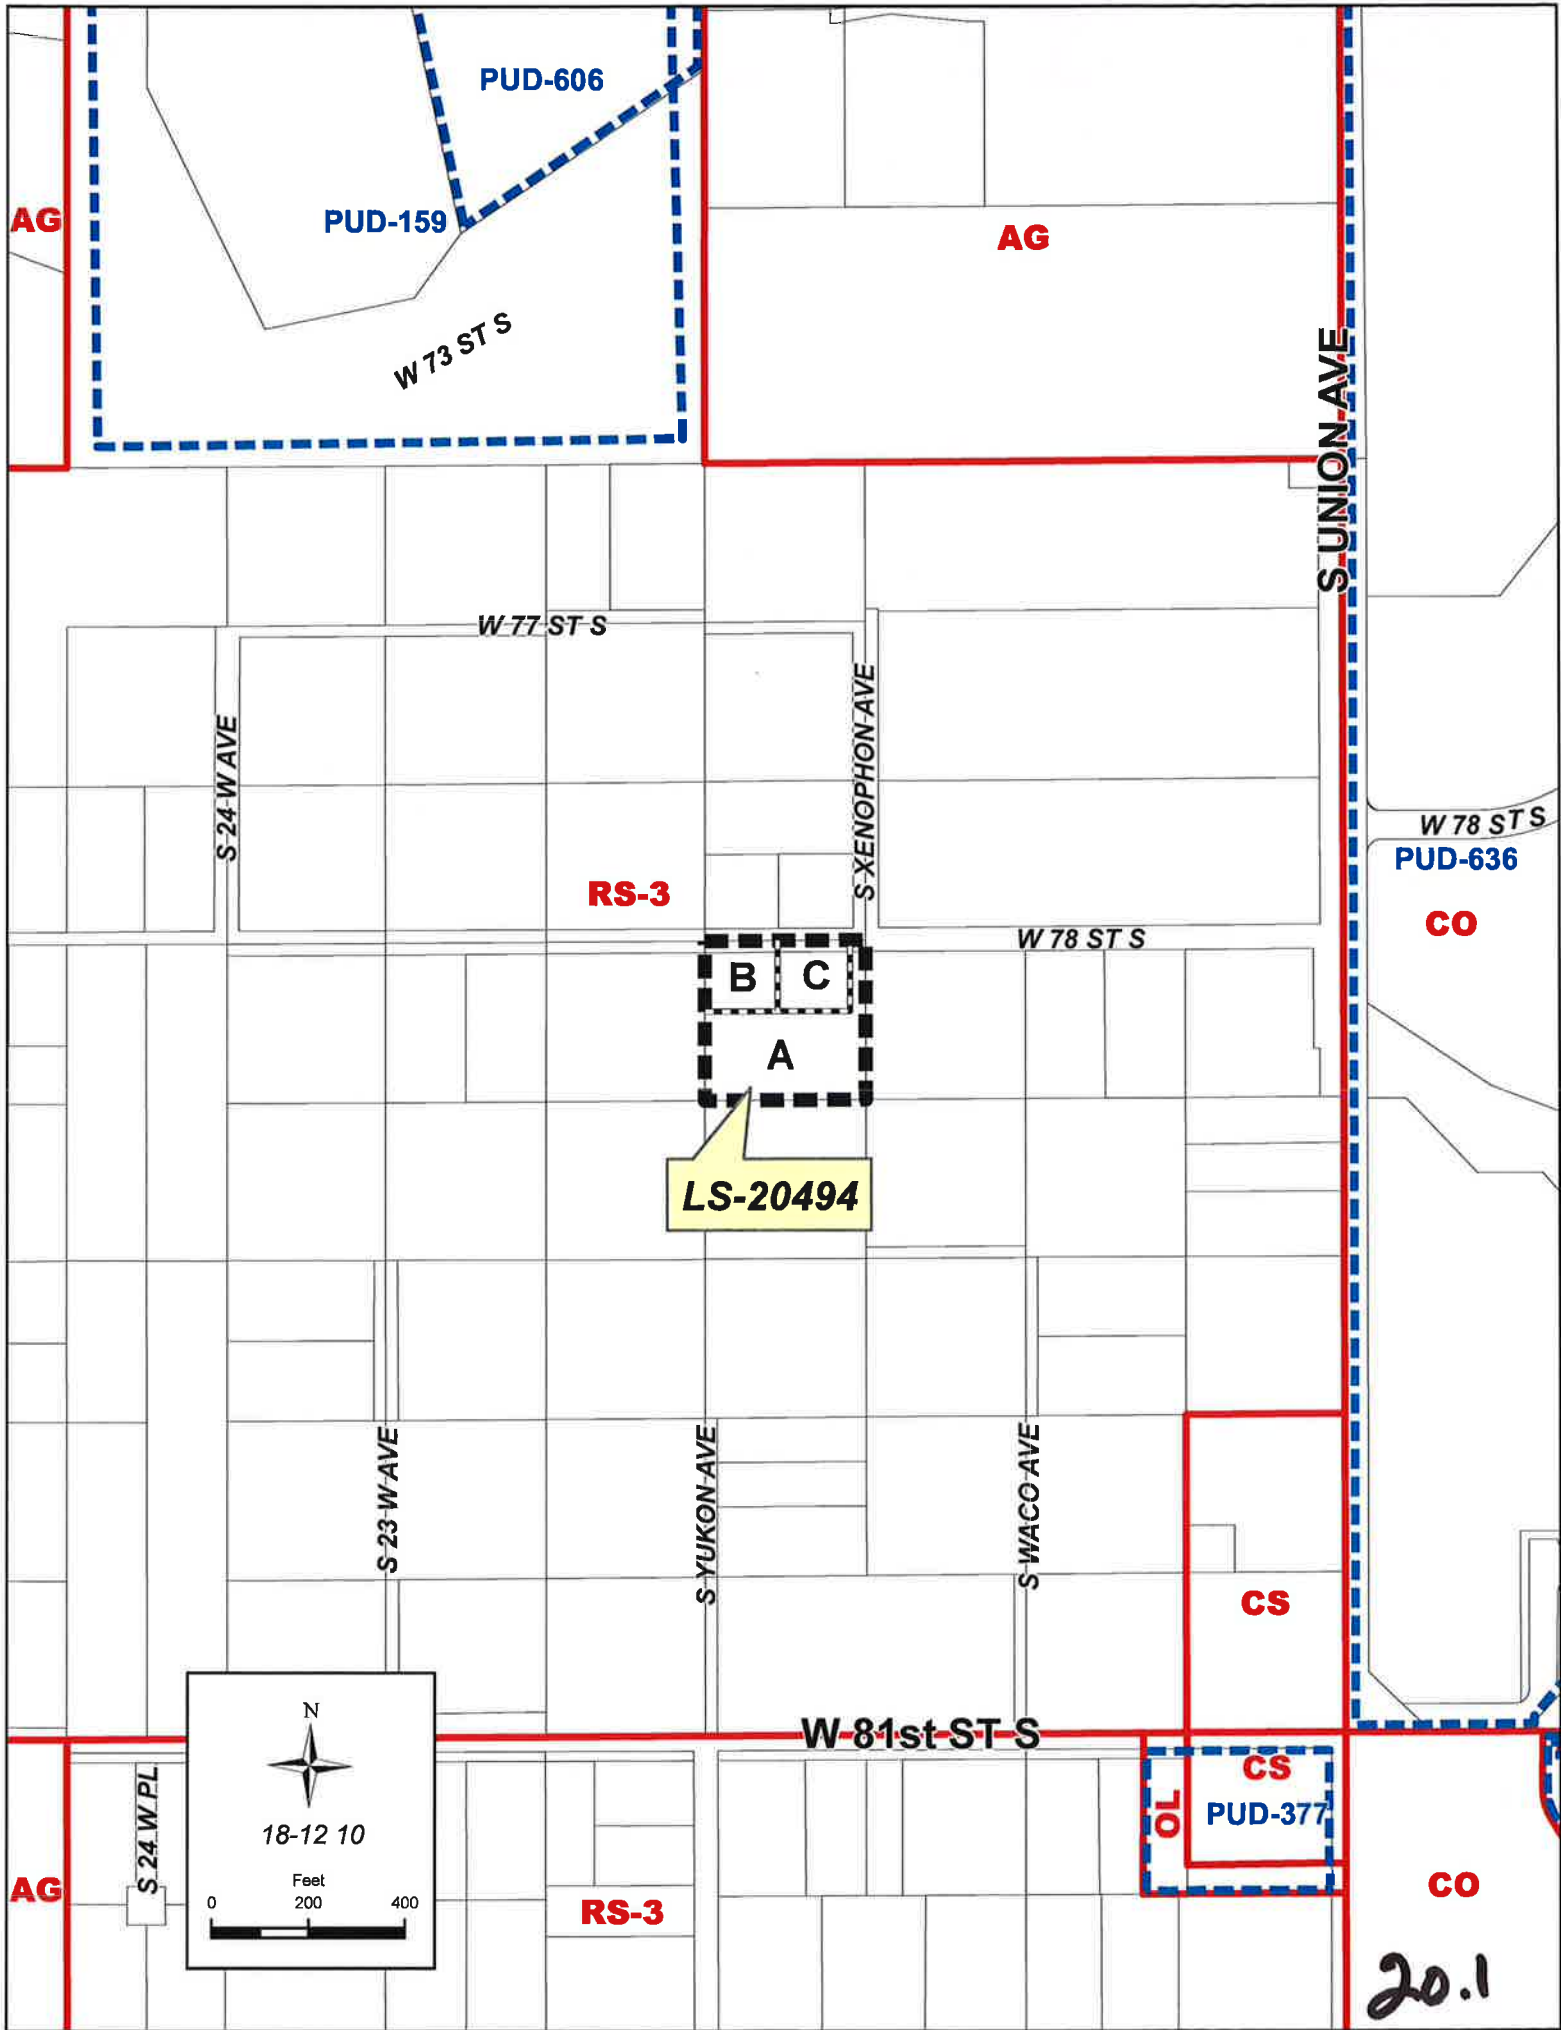 PUD-606
AG
PUD-159
AG
W 73 ST S
S UNION AVE
W 77 ST S
S XENOPHON AVE
S 24 W AVE
W 78 ST S
PUD-636
RS-3
CO
W 78 ST S
B
C
A
LS-20494
S 23 W AVE
S YUKON AVE
S WACO AVE
CS
W 81st ST S
N
18-12 10
Feet
0 200 400
S 24 W PL
CS
OL
PUD-377
AG
RS-3
CO
20.1